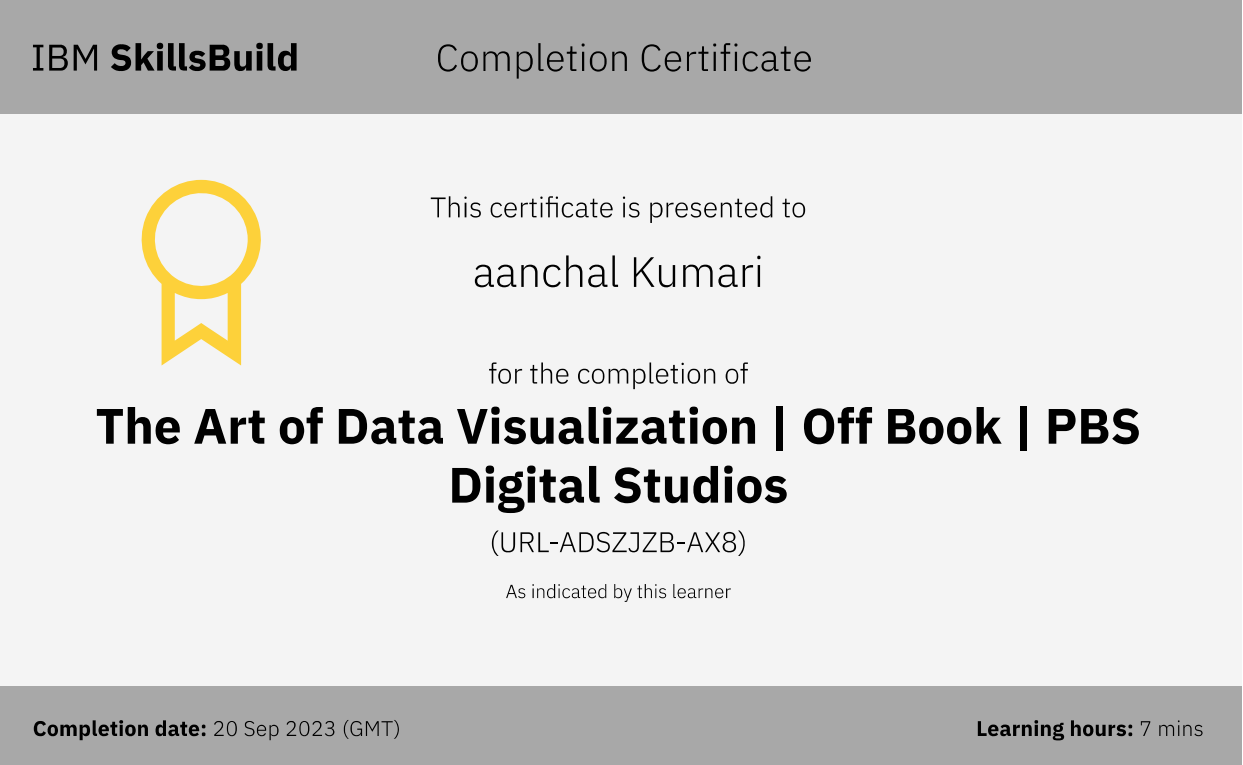 IBM SkillsBuild
Completion Certificate
This certificate is presented to
aanchal Kumari
for the completion of
The Art of Data Visualization | Off Book | PBS
Digital Studios
(URL-ADSZJZB-AX8)
As indicated by this learner
Completion date: 20 Sep 2023 (GMT)
Learning hours: 7 mins